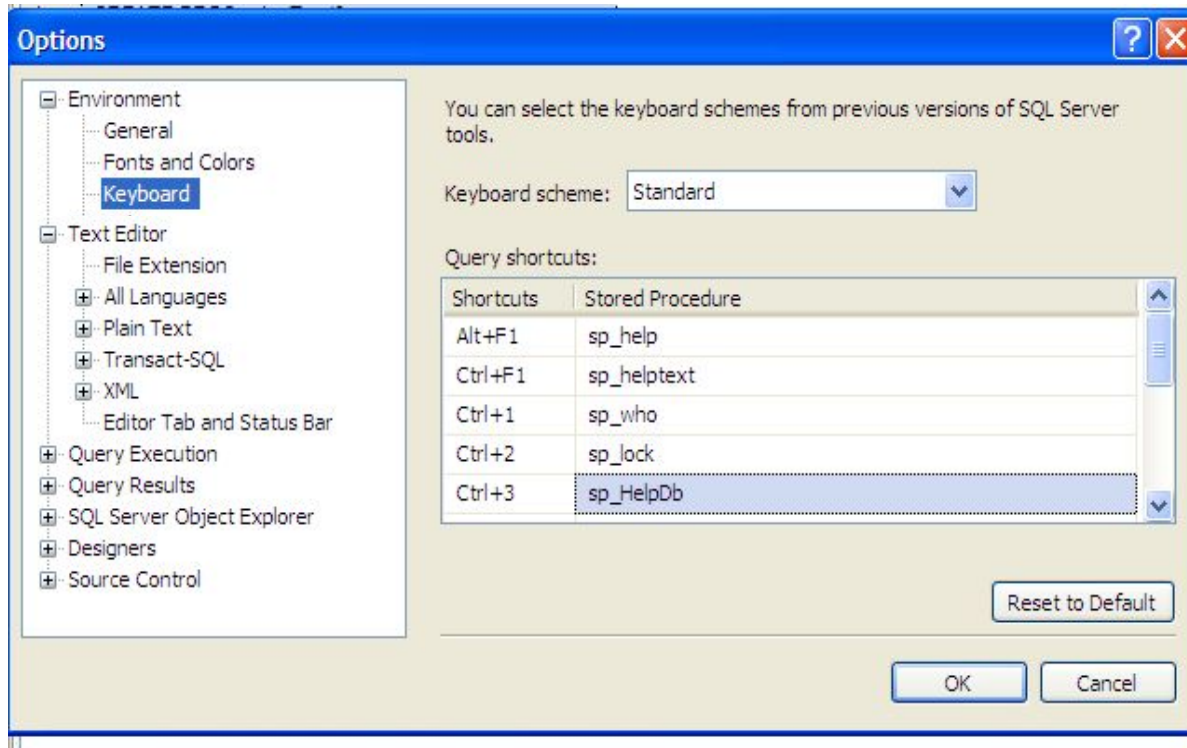 Options
Environment
General
Fonts and Colors
Keyboard
Text Editor
File Extension
All Languages
Plain Text
Transact-SQL
XML
Editor Tab and Status Bar
Query Execution
Query Results
SQL Server Object Explorer
Designers
Source Control
You can select the keyboard schemes from previous versions of SQL Server
tools.
Keyboard scheme: Standard
Query shortcuts:
Shortcuts Stored Procedure
Alt+F1 sp_help
Ctrl+F1 sp_helptext
Ctrl+1 sp_who
Ctrl+2 sp_lock
Ctrl+3 sp_HelpDb
Reset to Default
OK Cancel